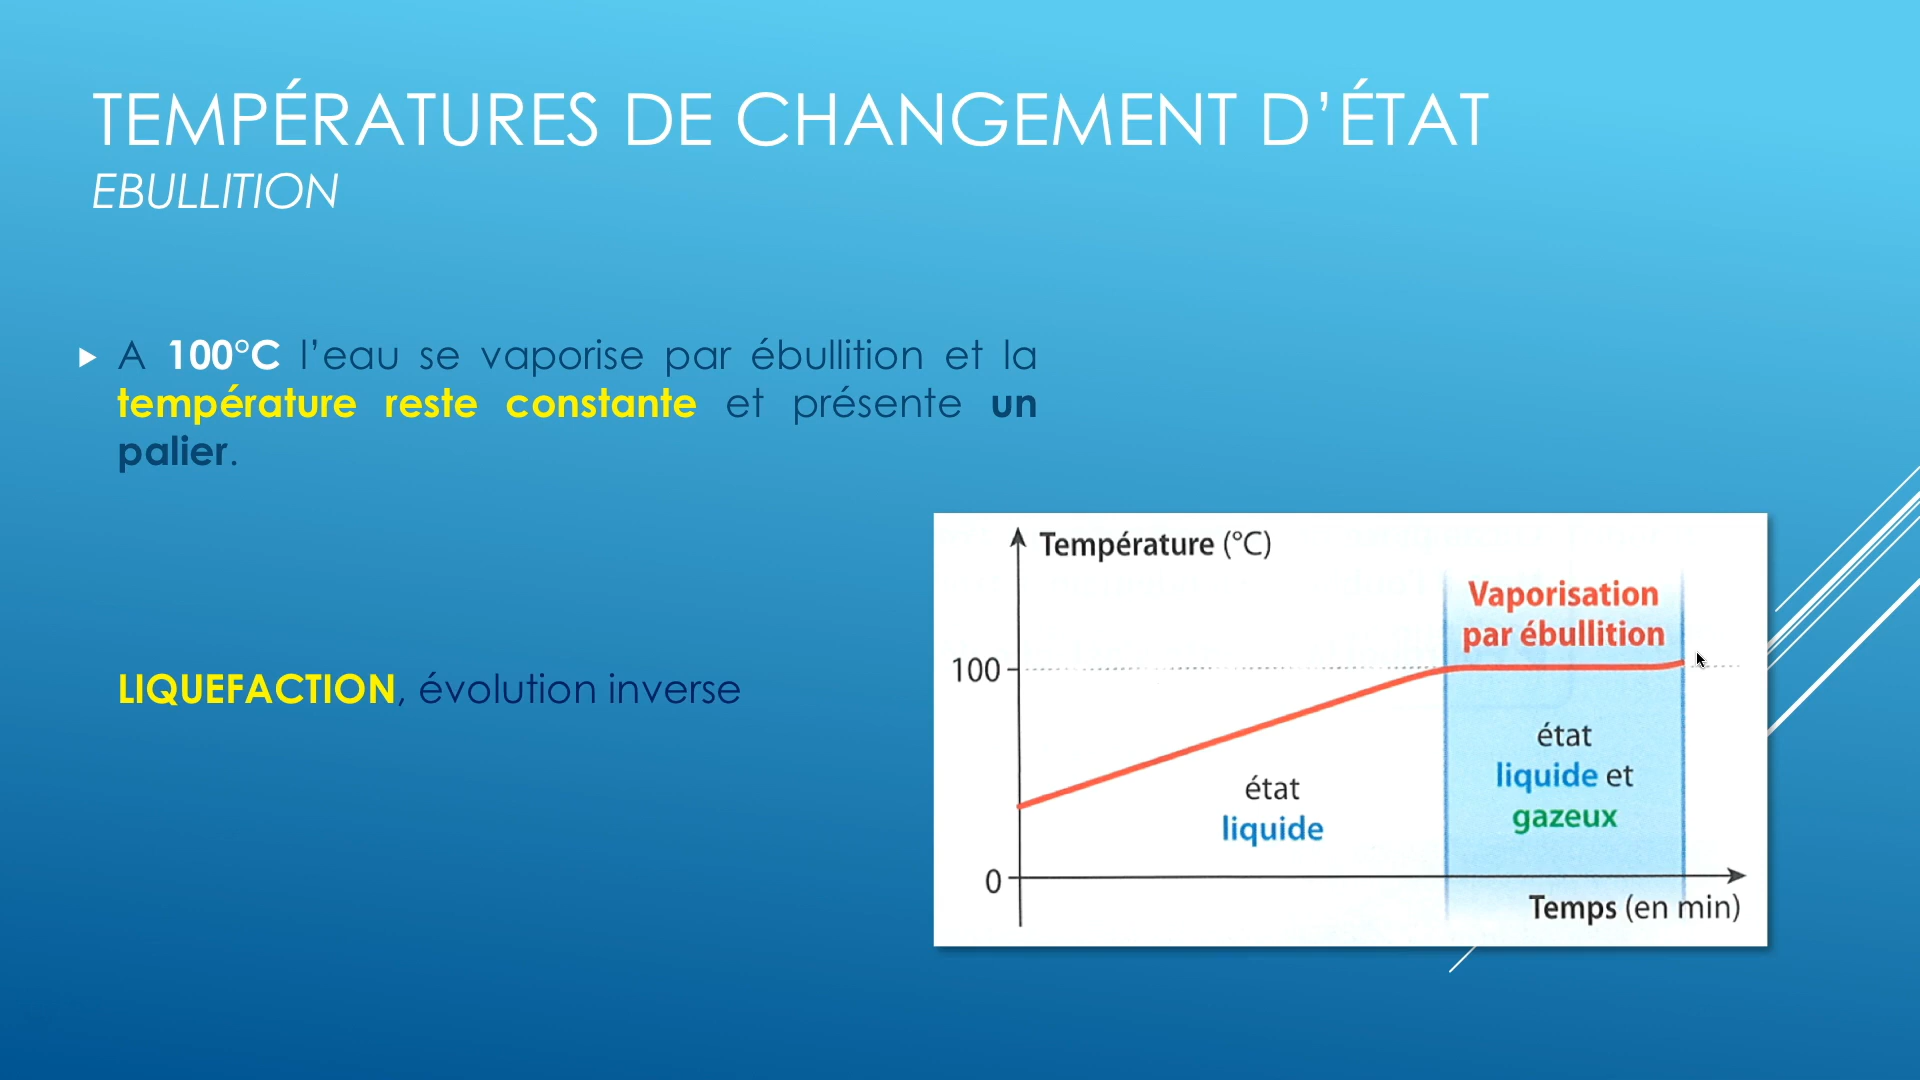 TEMPÉRATURES DE CHANGEMENT D’ÉTAT
EBULLITION
A 100°C l’eau se vaporise par ébullition et la
température reste constante et présente un
palier.
LIQUEFACTION, évolution inverse
Température (°C)
Vaporisation
par ébullition
100
état
liquide et
gazeux
état
liquide
0
Temps (en min)